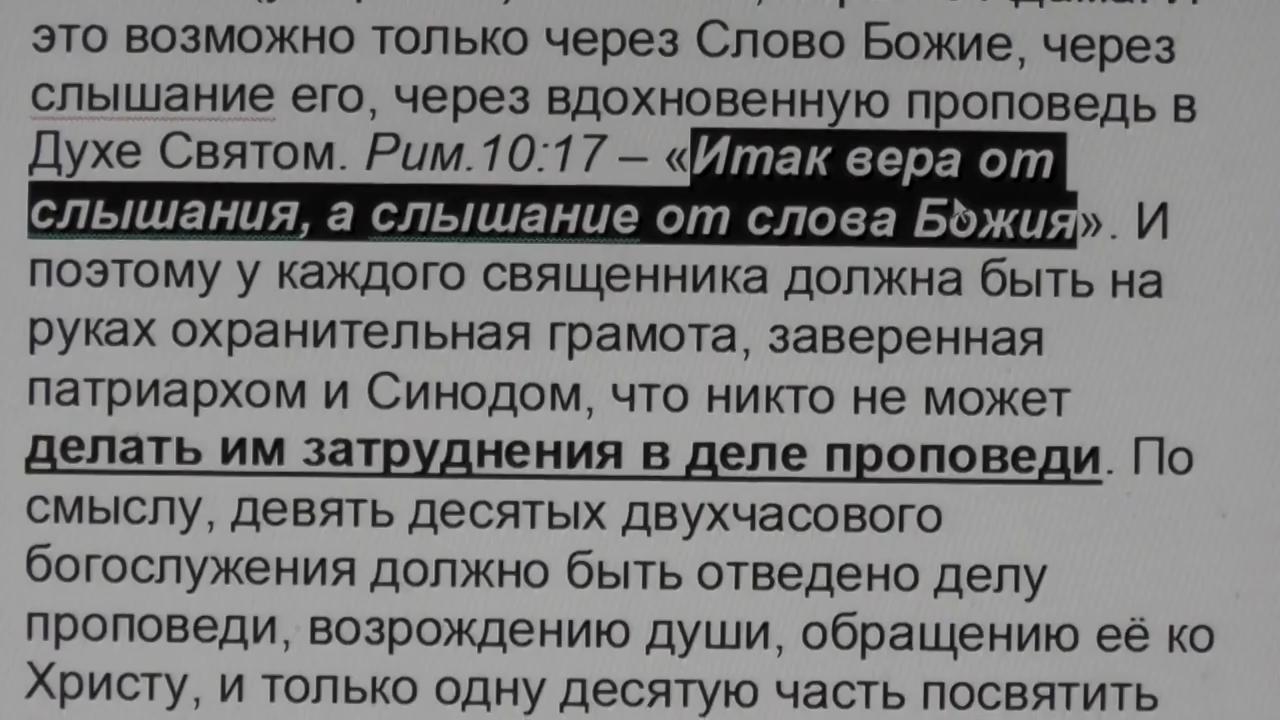 это возможно только через Слово Божие, через
слышание его, через вдохновенную проповедь в
Духе Святом. Рим.10:17 – «Итак вера от
слышания, а слышание от слова Божия». И
поэтому у каждого священника должна быть на
руках охранительная грамота, заверенная
патриархом и Синодом, что никто не может
делать им затруднения в деле проповеди. По
смыслу, девять десятых двухчасового
богослужения должно быть отведено делу
проповеди, возрождению души, обращению её ко
Христу, и только одну десятую часть посвятить